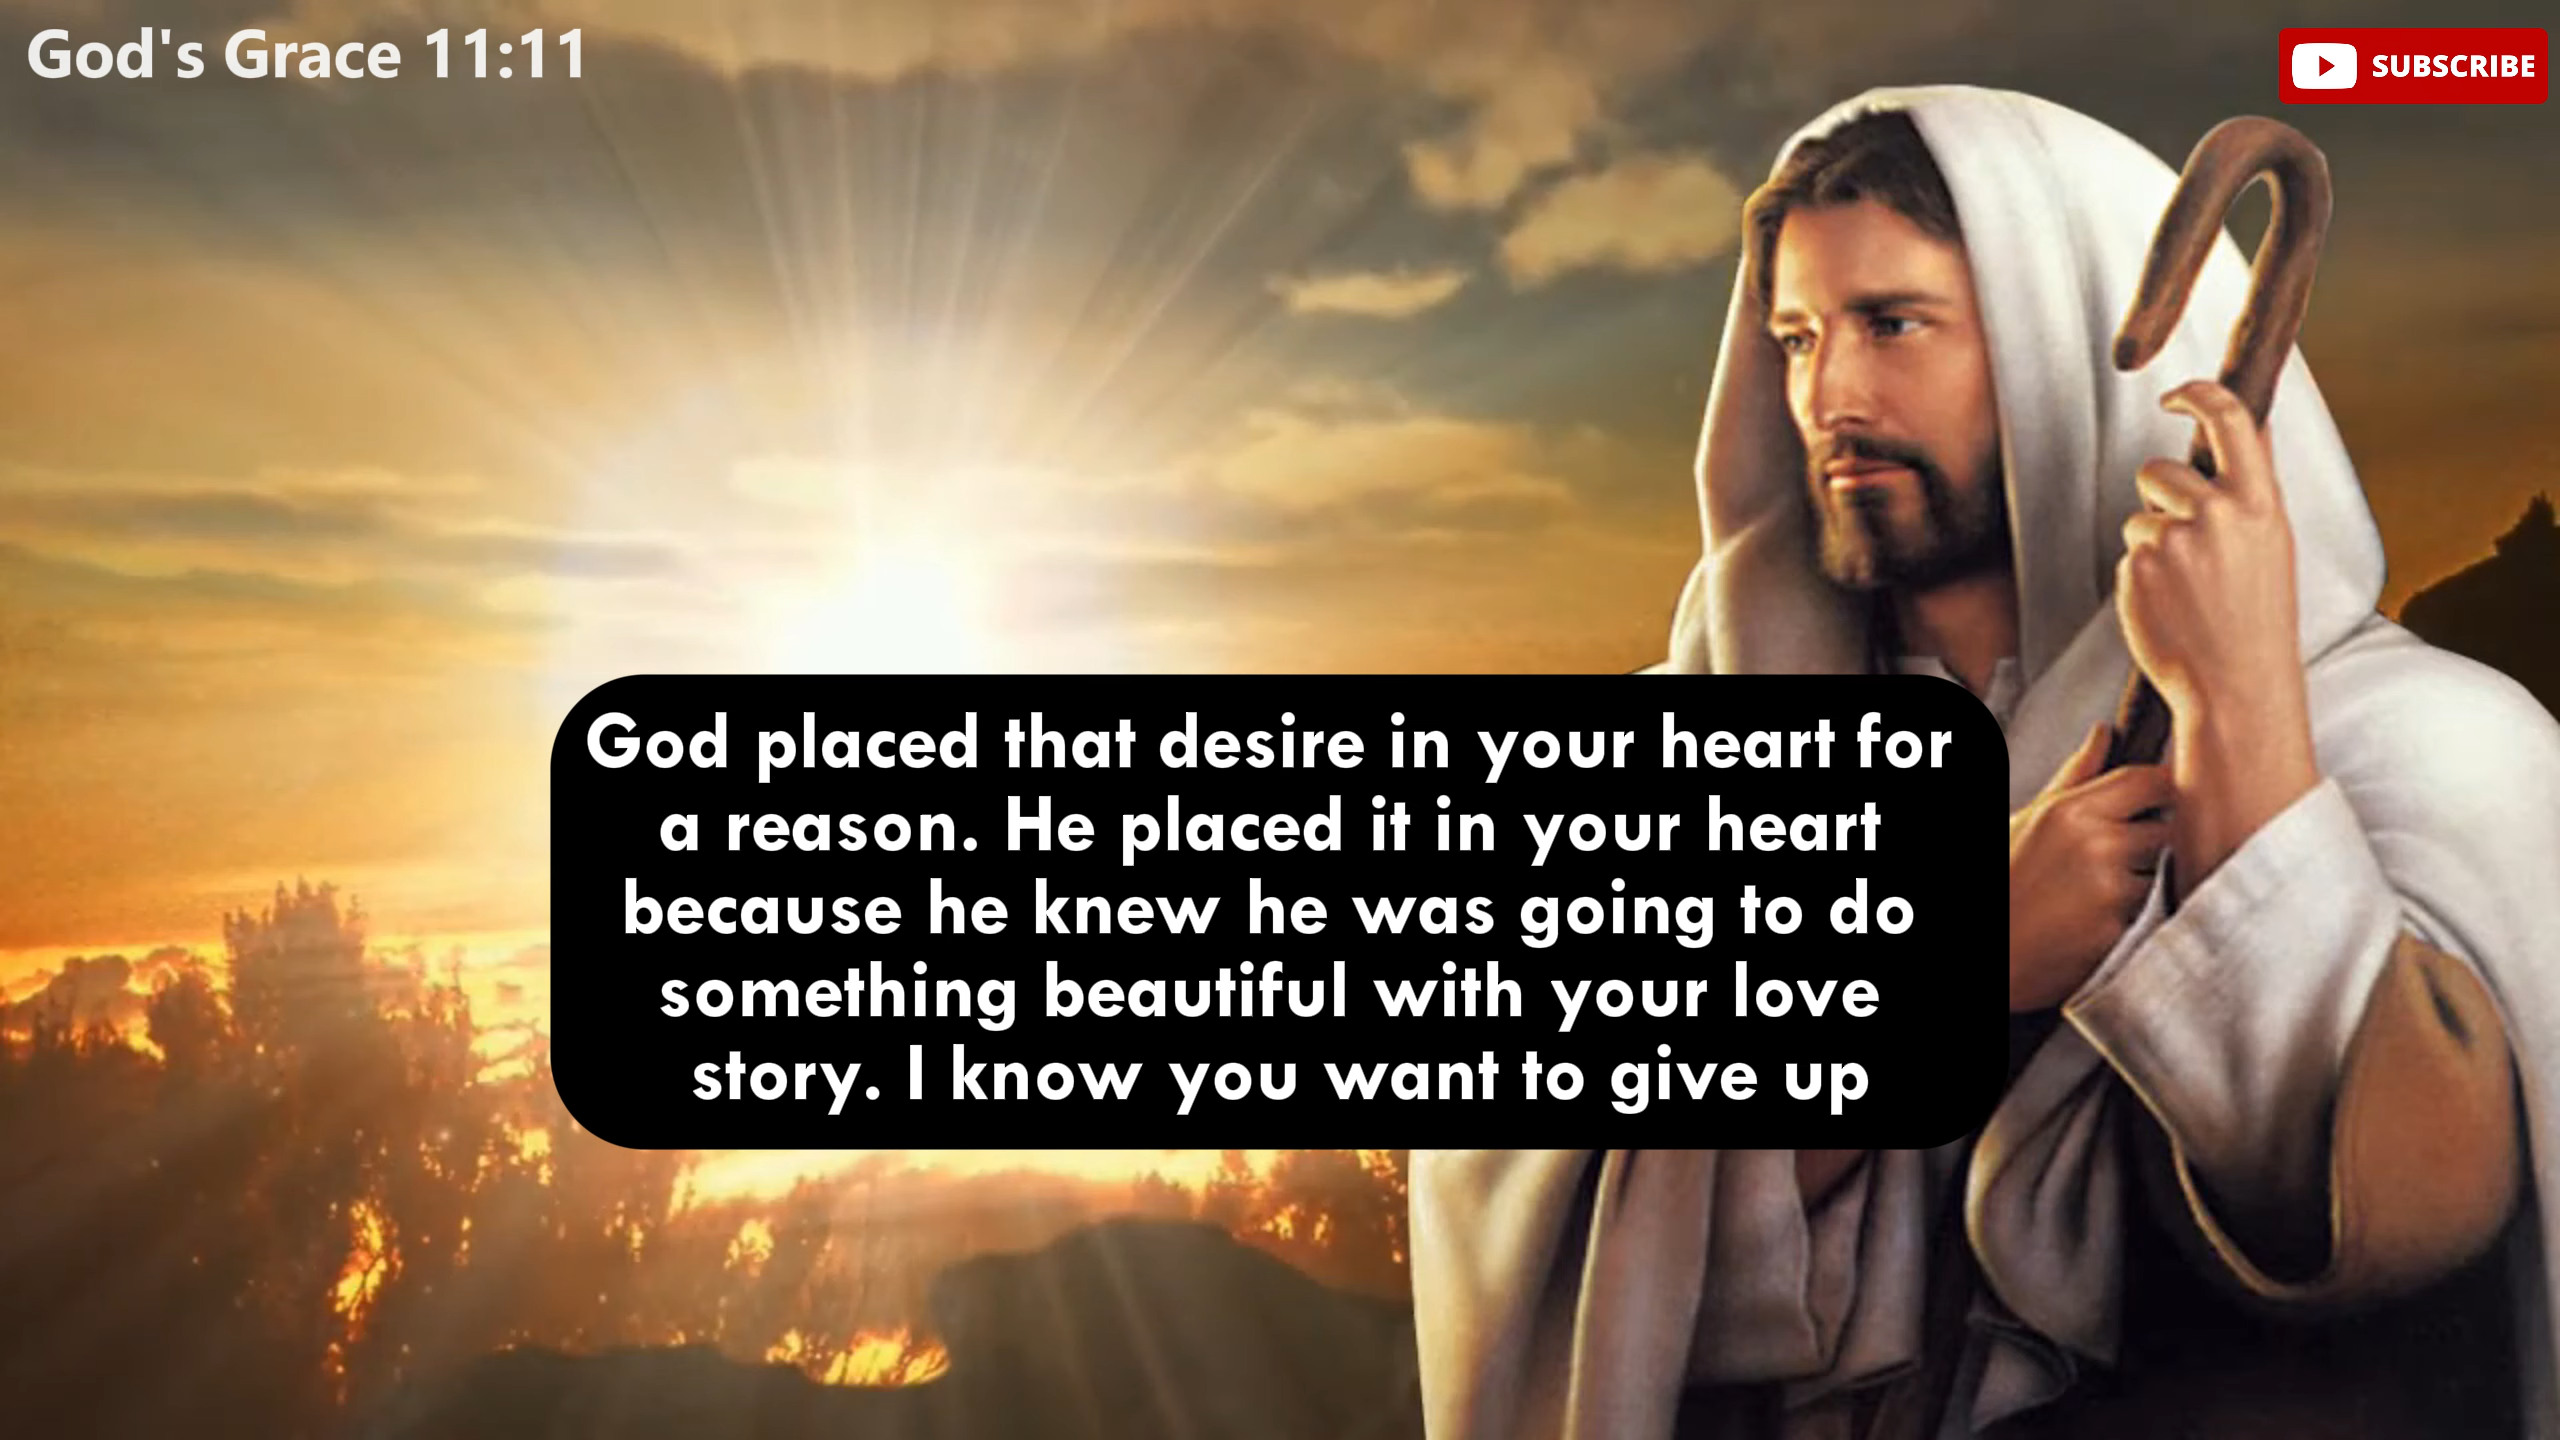 God's Grace 11:11
SUBSCRIBE
God placed that desire in your heart for
a reason. He placed it in your heart
because he knew he was going to do
something beautiful with your love
story. I know you want to give up